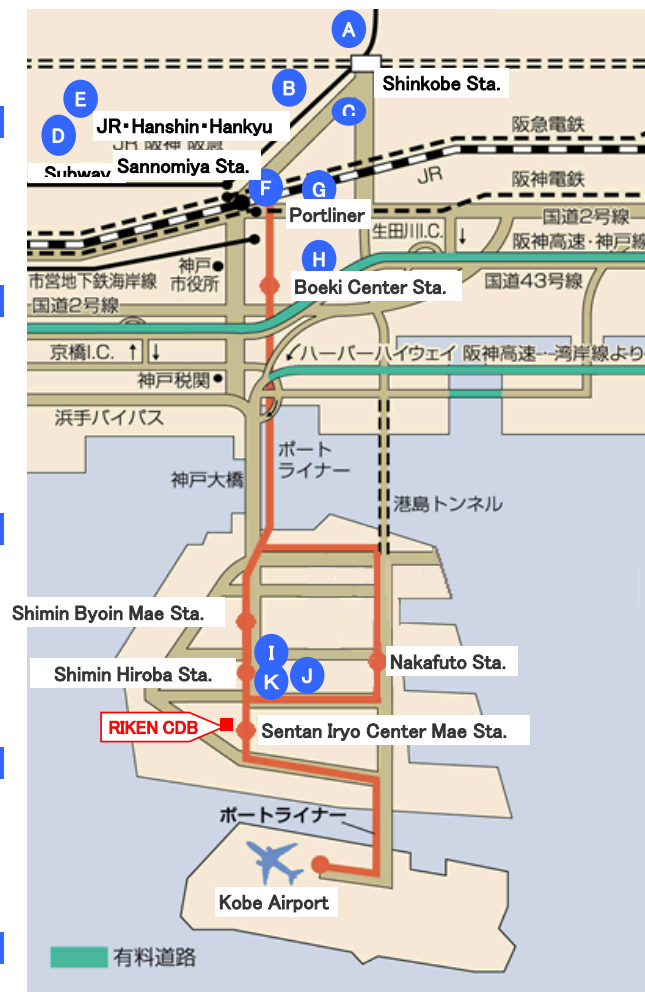 A
Shinkobe Sta.
B
E
C
D
JR・Hanshin・Hankyu
阪急電鉄
JR 阪神 阪急
Sannomiya Sta.
Subway
JR
F
G
阪神電鉄
Portliner
国道2号線
生田川I.C.
↓
阪神高速・神戸線
H
神戸
市役所
市営地下鉄海岸線
Boeki Center Sta.
国道43号線
国道2号線
京橋I.C. ↑ ↓
ハーバーハイウェイ
阪神高速 湾岸線より
神戸税関
浜手バイパス
ポート
ライナー
神戸大橋
港島トンネル
Shimin Byoin Mae Sta.
I
Nakafuto Sta.
Shimin Hiroba Sta.
K
J
RIKEN CDB
Sentan Iryo Center Mae Sta.
ポートライナー
Kobe Airport
有料道路